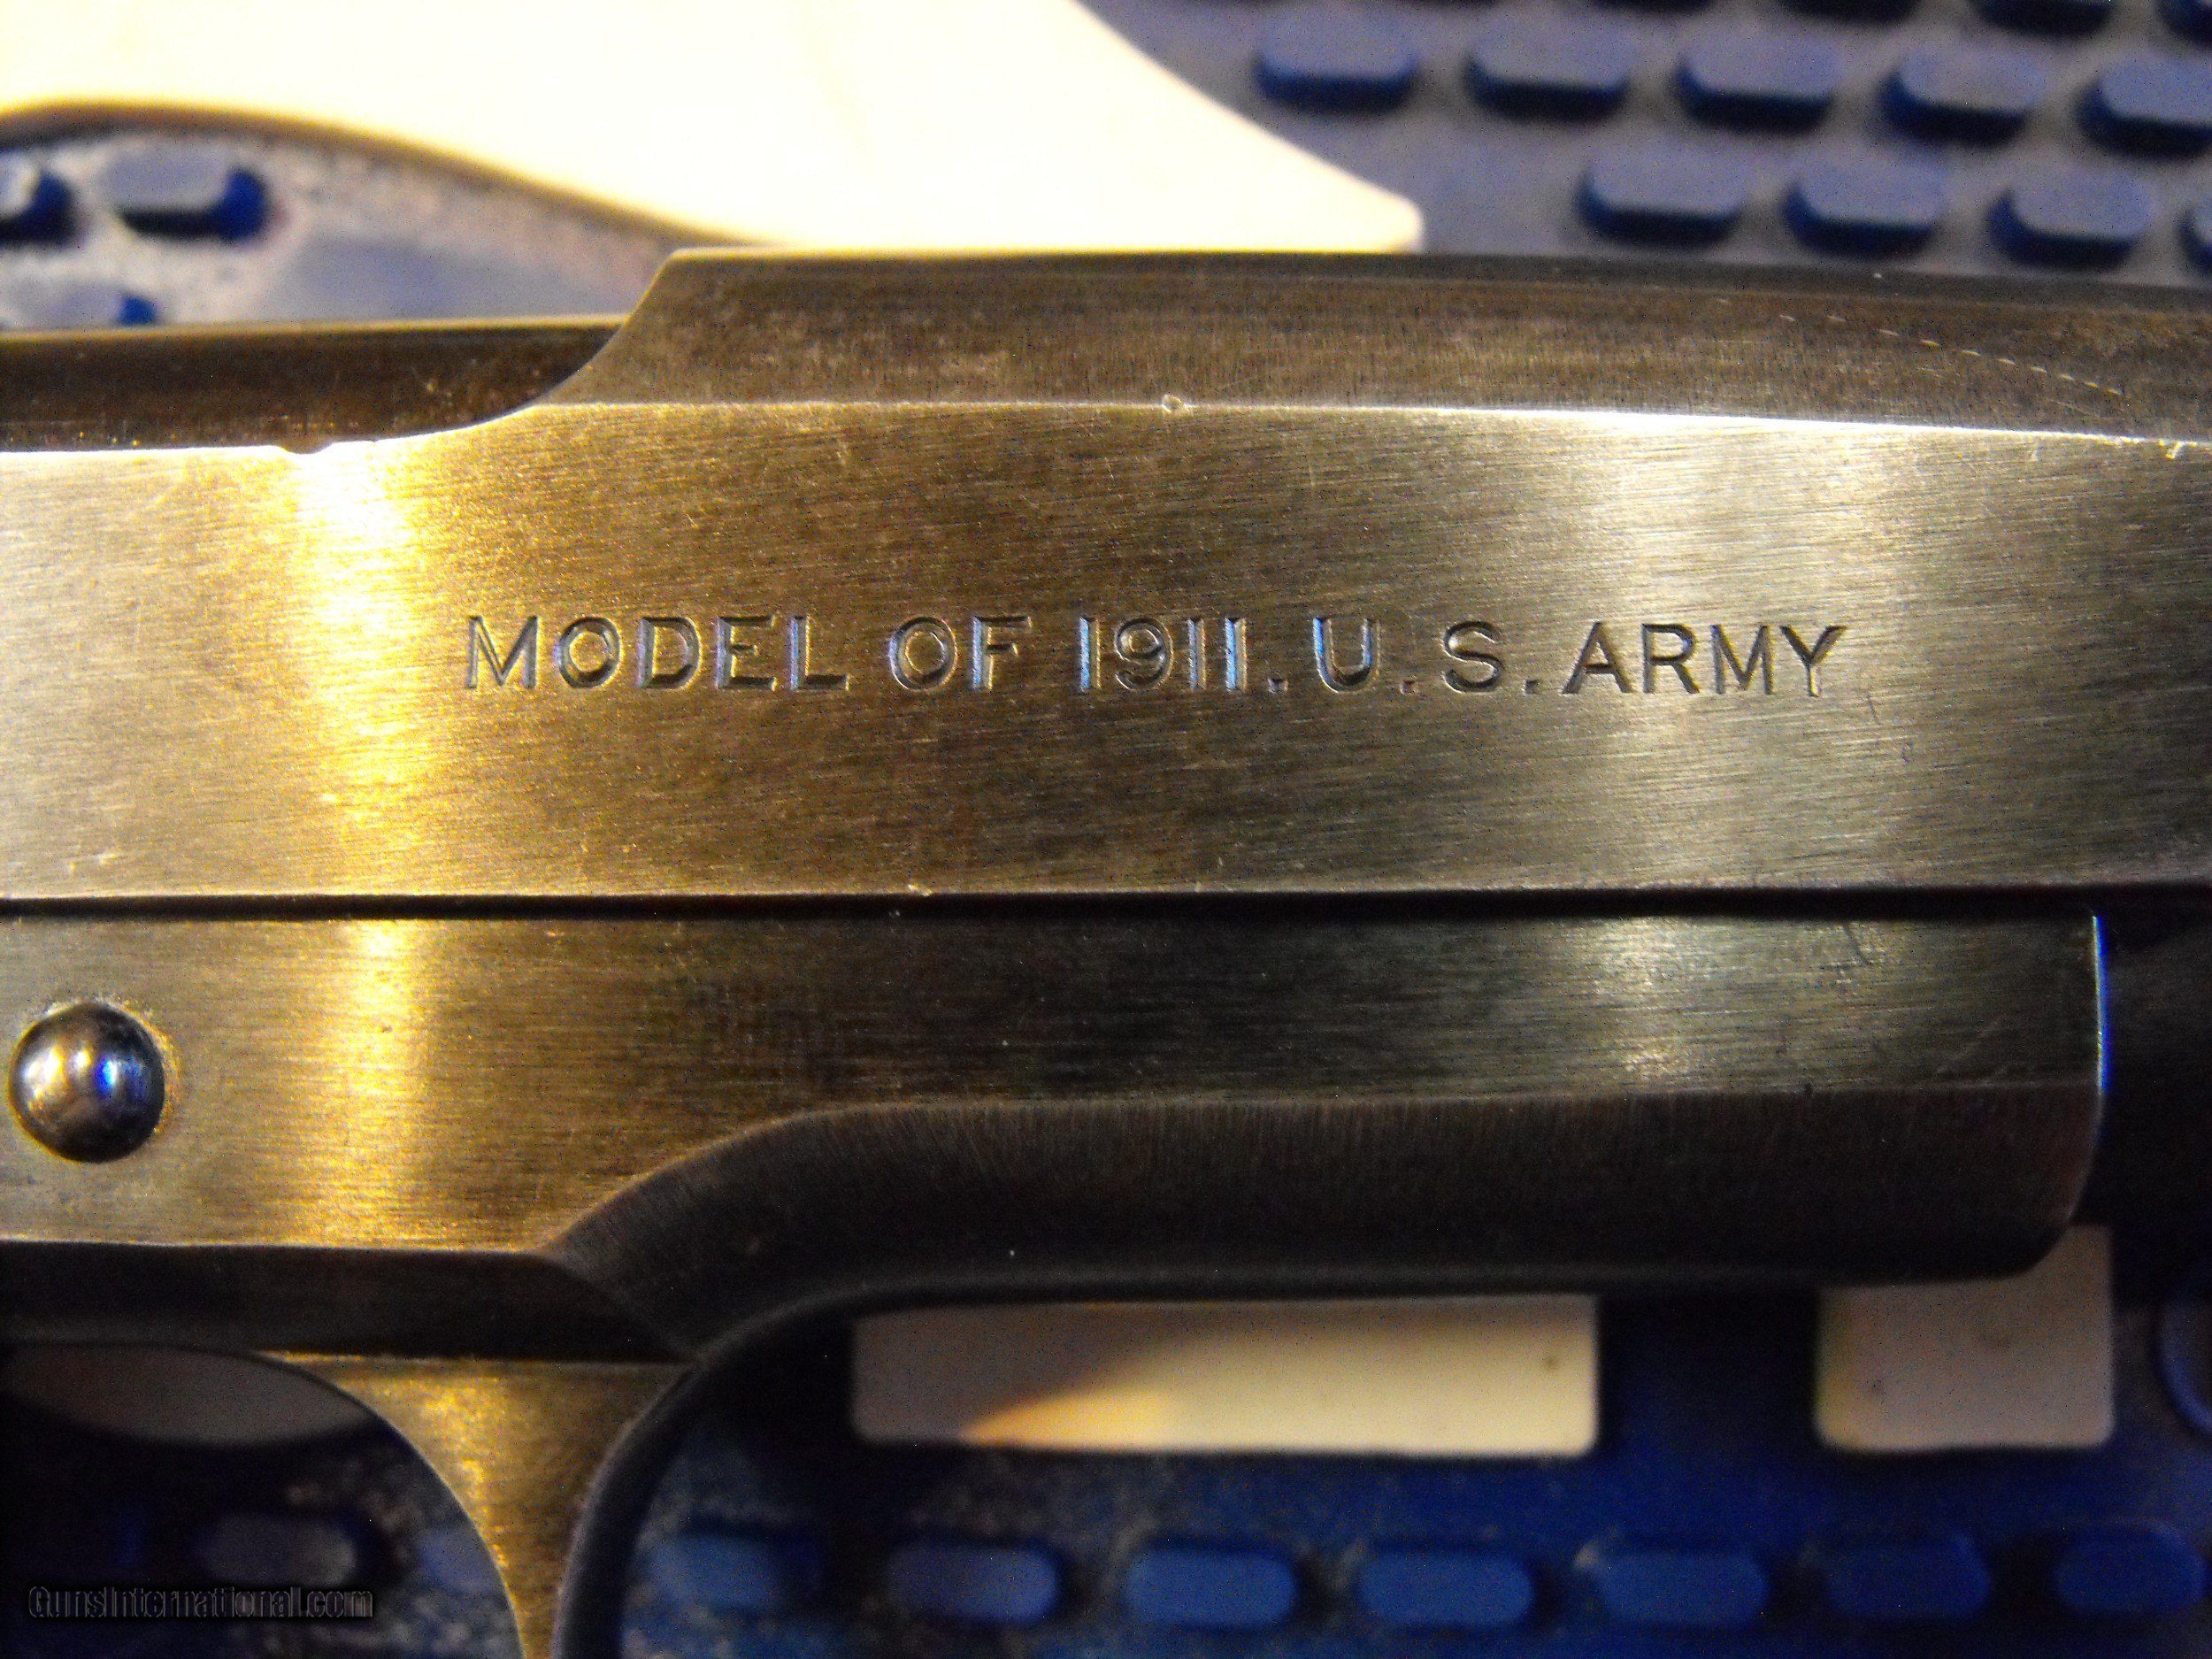 MODEL OF 1911. U. S. ARMY
GunsInternational.com